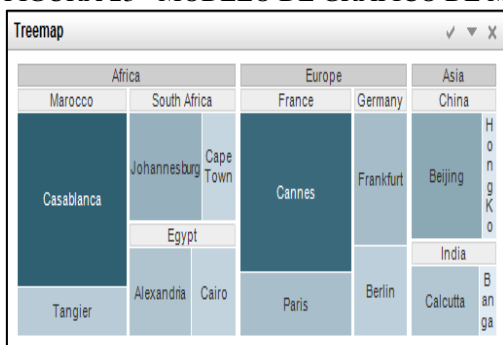 Treemap
Africa
Europe
Asia
Marocco
South Africa
France
Germany
China
Casablanca
Johannesburg
Cape
Town
Cannes
Frankfurt
Beijing
HongKo
Egypt
India
Tangier
Alexandria
Cairo
Paris
Berlin
Calcutta
B
an
ga